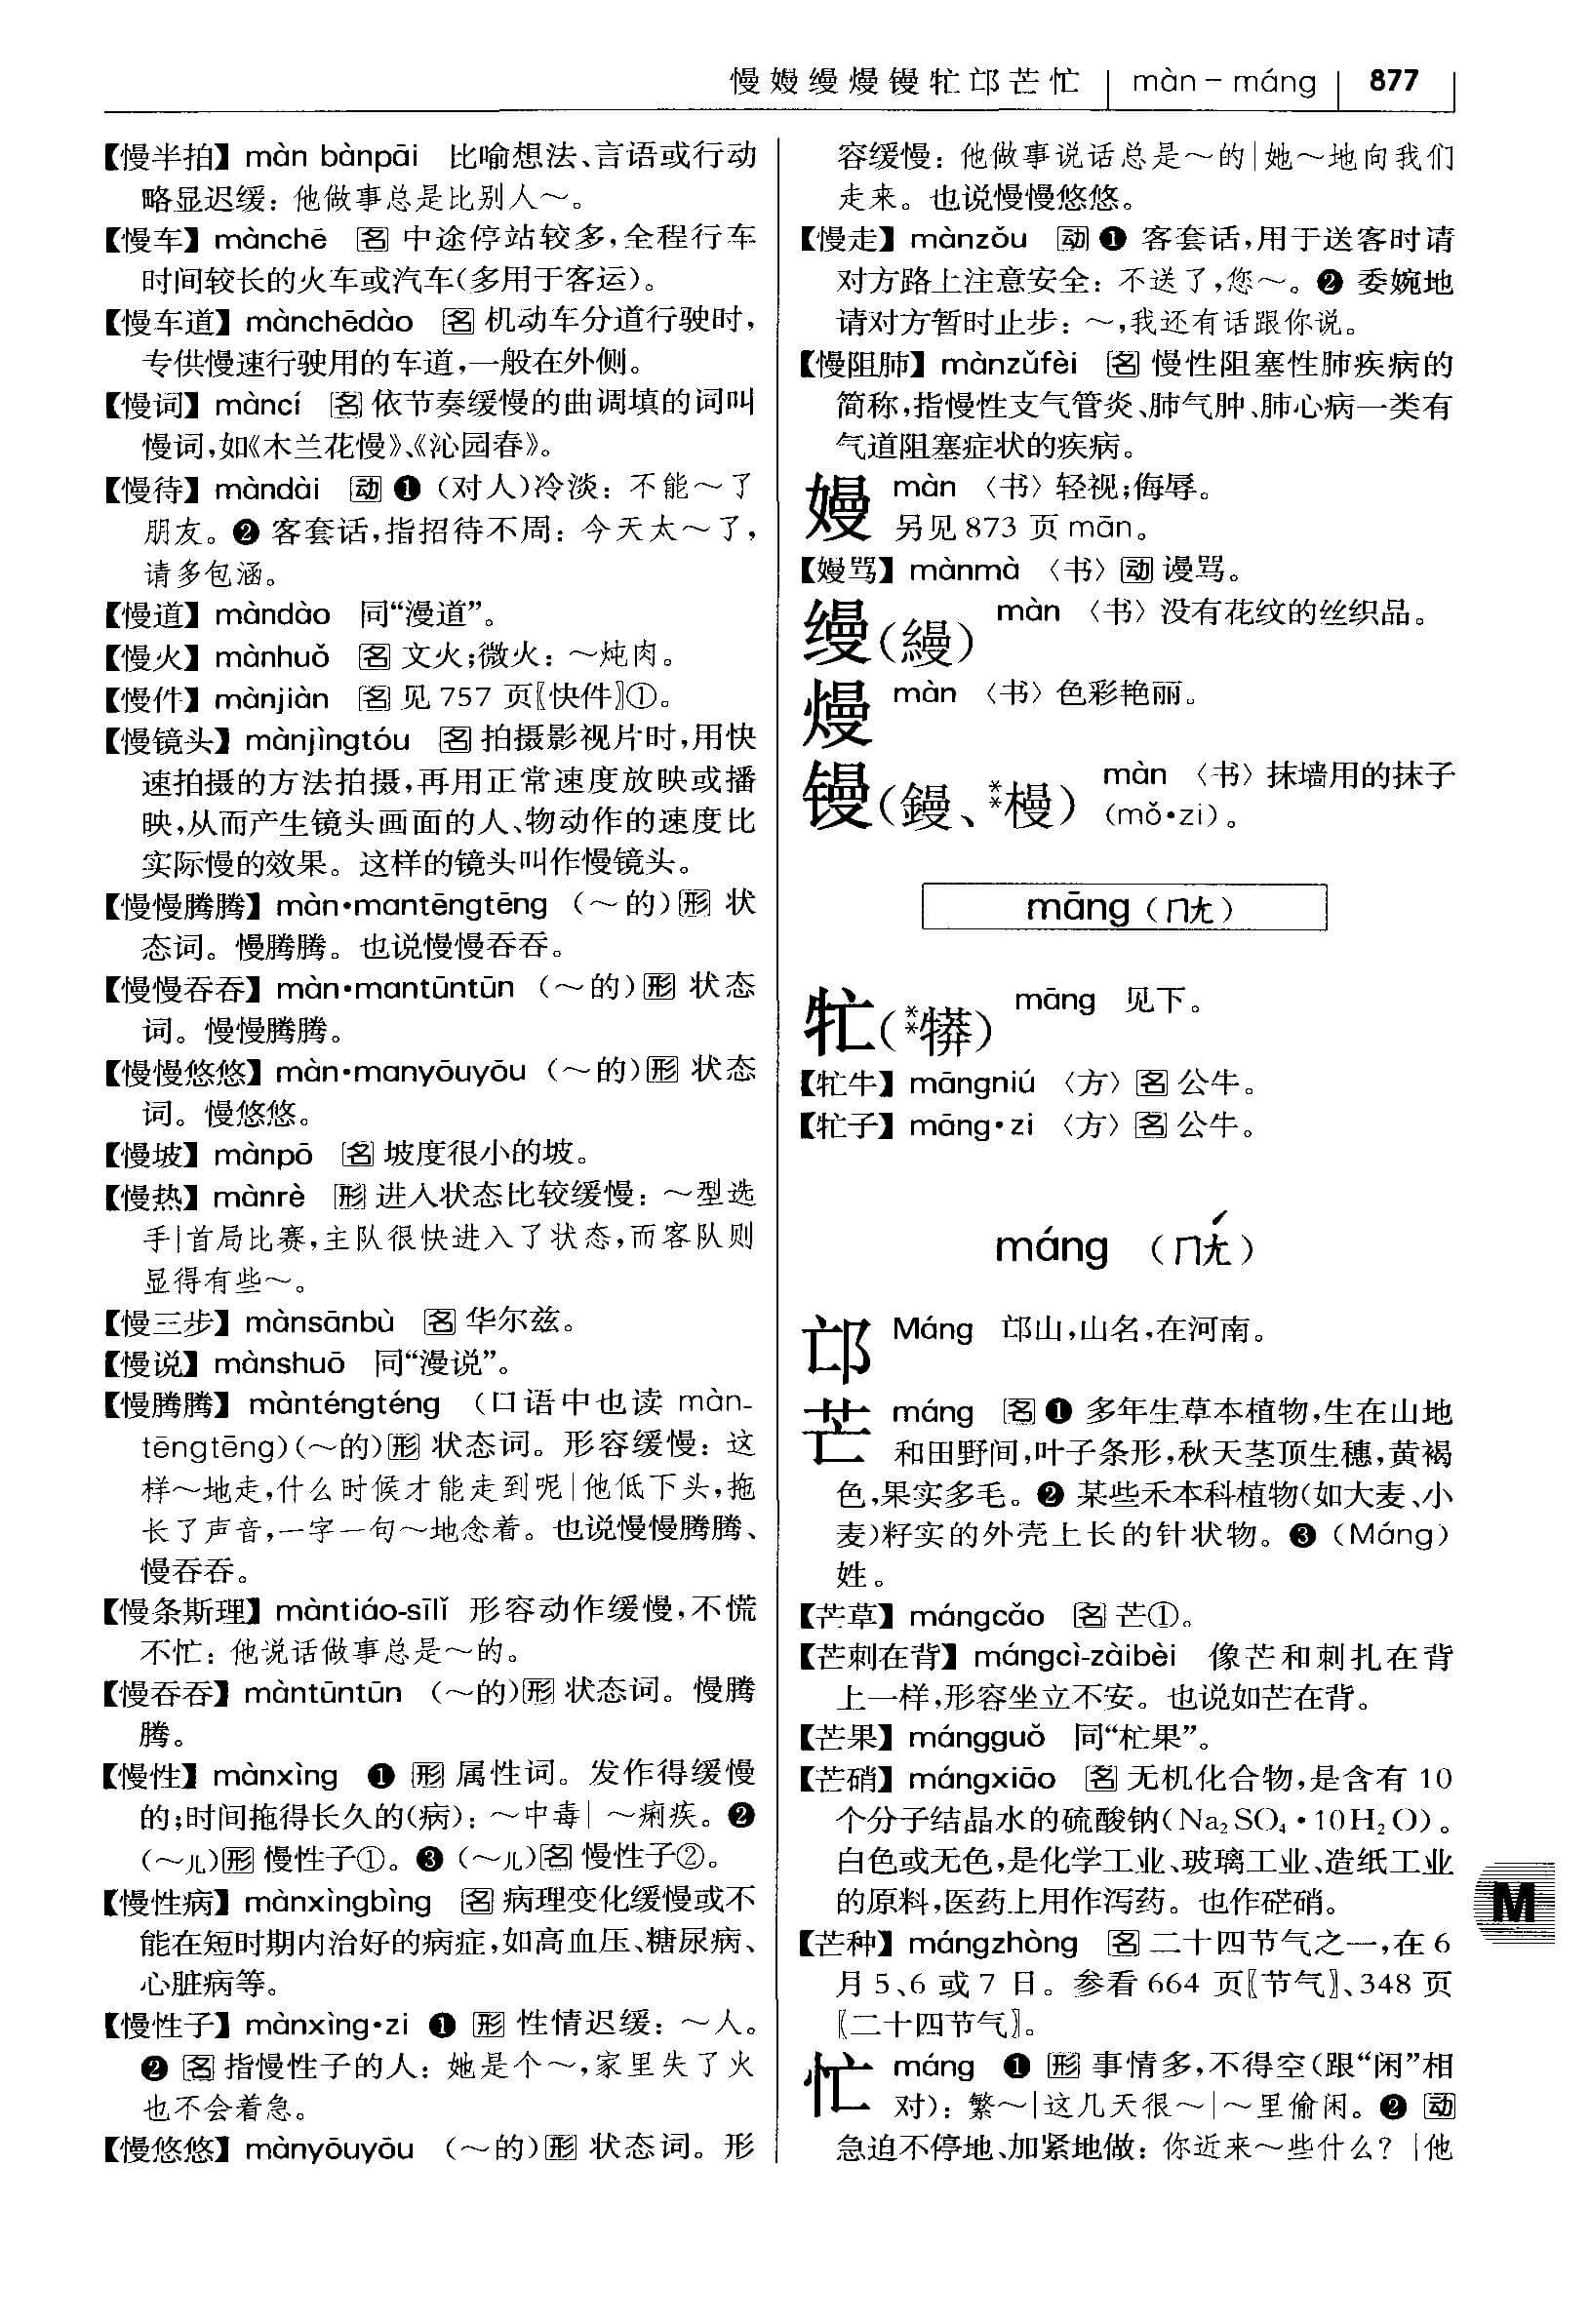 慢嫚缦熳镘牤邙芒忙 màn – máng 877
【慢半拍】màn bànpāi 比喻想法、言语或行动
略显迟缓：他做事总是比别人～。
【慢车】mànchē 名 中途停站较多，全程行车
时间较长的火车或汽车（多用于客运）。
【慢车道】mànchēdào 名 机动车分道行驶时，
专供慢速行驶用的车道，一般在外侧。
【慢词】màncí 名 依节奏缓慢的曲调填的词叫
慢词，如《木兰花慢》、《沁园春》。
【慢待】màndài 动 ❶（对人）冷淡：不能～了
朋友。❷ 客套话，指招待不周：今天太～了，
请多包涵。
【慢道】màndào 同“漫道”。
【慢火】mànhuǒ 名 文火；微火：～炖肉。
【慢件】mànjiàn 名 见 757 页〖快件〗①。
【慢镜头】mànjìngtóu 名 拍摄影视片时，用快
速拍摄的方法拍摄，再用正常速度放映或播
映，从而产生镜头画面的人、物动作的速度比
实际慢的效果。这样的镜头叫作慢镜头。
【慢慢腾腾】màn•mantēngtēng （～的）形 状
态词。慢腾腾。也说慢慢吞吞。
【慢慢吞吞】màn•mantūntūn （～的）形 状态
词。慢慢腾腾。
【慢慢悠悠】màn•manyōuyōu （～的）形 状态
词。慢悠悠。
【慢坡】mànpō 名 坡度很小的坡。
【慢热】mànrè 形 进入状态比较缓慢：～型选
手|首局比赛，主队很快进入了状态，而客队则
显得有些～。
【慢三步】mànsānbù 名 华尔兹。
【慢说】mànshuō 同“漫说”。
【慢腾腾】mànténgténg （口语中也读 màn-
tēngtēng）（～的）形 状态词。形容缓慢：这
样～地走，什么时候才能走到呢|他低下头，拖
长了声音，一字一句～地念着。也说慢慢腾腾、
慢吞吞。
【慢条斯理】màntiáo-sīlǐ 形容动作缓慢，不慌
不忙：他说话做事总是～的。
【慢吞吞】màntūntūn （～的）形 状态词。慢腾
腾。
【慢性】mànxìng ❶ 形 属性词。发作得缓慢
的；时间拖得长久的（病）：～中毒| ～痢疾。❷
（～儿）形 慢性子①。❸（～儿）名 慢性子②。
【慢性病】mànxìngbìng 名 病理变化缓慢或不
能在短时期内治好的病症，如高血压、糖尿病、
心脏病等。
【慢性子】mànxìng•zi ❶ 形 性情迟缓：～人。
❷ 名 指慢性子的人：她是个～，家里失了火
也不会着急。
【慢悠悠】mànyōuyōu （～的）形 状态词。形
容缓慢：他做事说话总是～的|她～地向我们
走来。也说慢慢悠悠。
【慢走】mànzǒu 动 ❶ 客套话，用于送客时请
对方路上注意安全：不送了，您～。❷ 委婉地
请对方暂时止步：～，我还有话跟你说。
【慢阻肺】mànzǔfèi 名 慢性阻塞性肺疾病的
简称，指慢性支气管炎、肺气肿、肺心病一类有
气道阻塞症状的疾病。
嫚 màn 〈书〉轻视；侮辱。
另见 873 页 mān。
【嫚骂】mànmà 〈书〉动 谩骂。
缦（縵） màn 〈书〉没有花纹的丝织品。
熳 màn 〈书〉色彩艳丽。
镘（鏝、**槾） màn 〈书〉抹墙用的抹子
（mǒ•zi）。
māng（ㄇㄤ）
牤（**犕） māng 见下。
【牤牛】māngniú 〈方〉名 公牛。
【牤子】māng•zi 〈方〉名 公牛。
máng （ㄇㄤˊ）
邙 Máng 邙山，山名，在河南。
芒 máng 名 ❶ 多年生草本植物，生在山地
和田野间，叶子条形，秋天茎顶生穗，黄褐
色，果实多毛。❷ 某些禾本科植物（如大麦、小
麦）籽实的外壳上长的针状物。❸（Máng）
姓。
【芒草】mángcǎo 名 芒①。
【芒刺在背】mángcì-zàibèi 像芒和刺扎在背
上一样，形容坐立不安。也说如芒在背。
【芒果】mángguǒ 同“杧果”。
【芒硝】mángxiāo 名 无机化合物，是含有 10
个分子结晶水的硫酸钠（Na₂SO₄•10H₂O）。
白色或无色，是化学工业、玻璃工业、造纸工业
的原料，医药上用作泻药。也作硭硝。
【芒种】mángzhòng 名 二十四节气之一，在 6
月 5、6 或 7 日。参看 664 页〖节气〗、348 页
〖二十四节气〗。
忙 máng ❶ 形 事情多，不得空（跟“闲”相
对）：繁～|这几天很～|～里偷闲。❷ 动
急迫不停地、加紧地做：你近来～些什么？|他
M